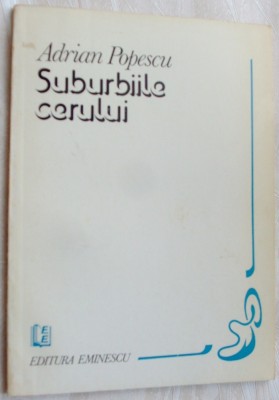 Adrian Popescu
Suburbiile
cerului
E
E
EDITURA EMINESCU